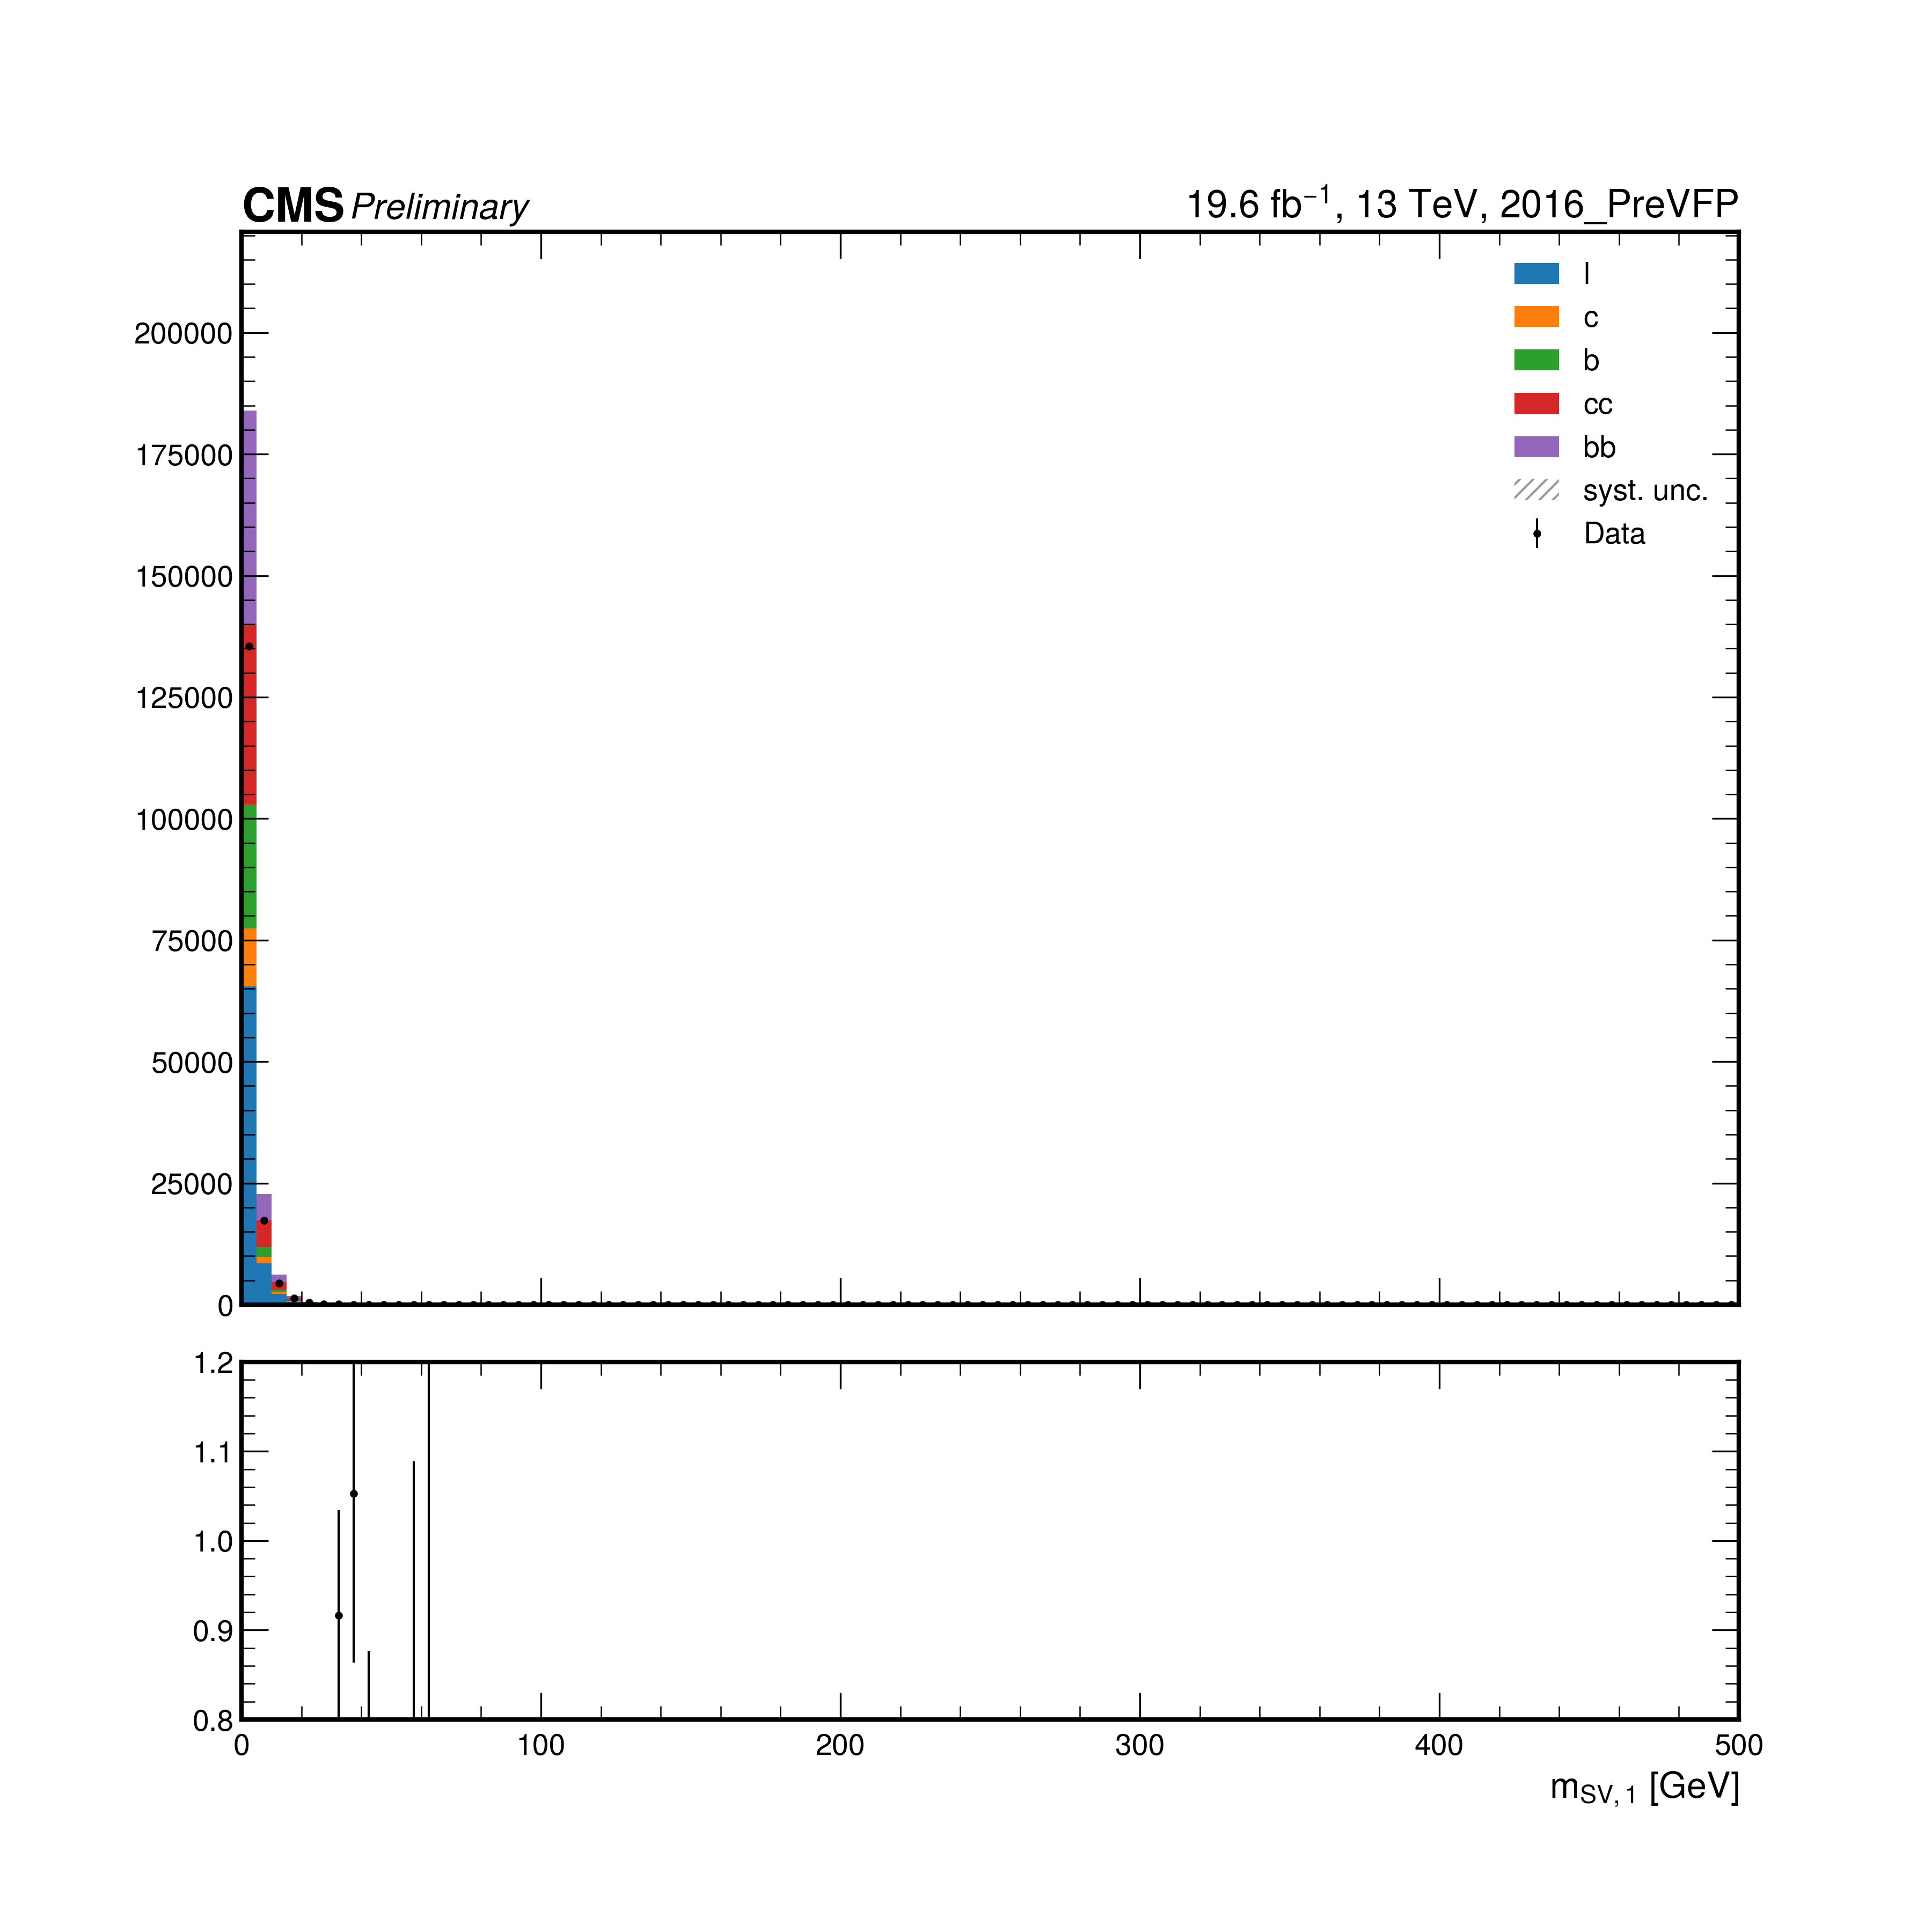 CMS Preliminary
19.6 fb⁻¹, 13 TeV, 2016_PreVFP
l
c
b
cc
bb
syst. unc.
Data
200000
175000
150000
125000
100000
75000
50000
25000
0
1.2
1.1
1.0
0.9
0.8
0 100 200 300 400 500
m_SV, 1 [GeV]